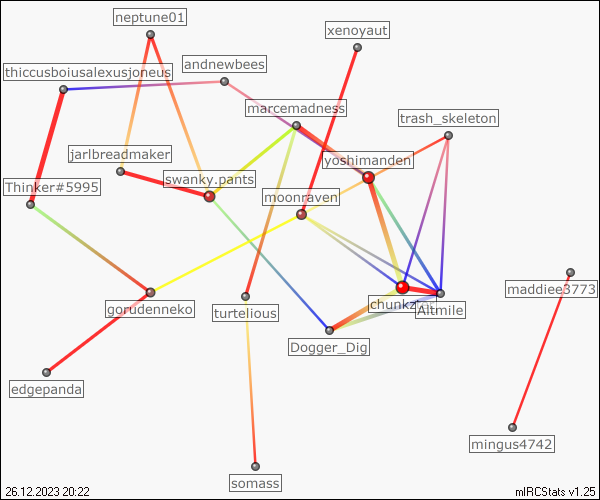 neptune01
xenoyaut
andnewbees
thiccusboiusalexusjoneus
marcemadness
trash_skeleton
jarlbreadmaker
yoshimanden
swanky.pants
Thinker#5995
moonraven
maddiee3773
chunkz
Altmile
gorudenneko
turtelious
Dogger_Dig
edgepanda
mingus4742
somass
26.12.2023 20:22
mIRCStats v1.25